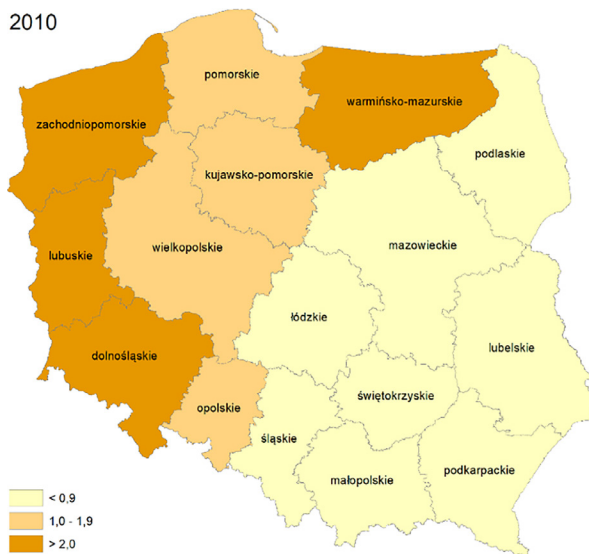 2010
pomorskie
warmińsko-mazurskie
zachodniopomorskie
podlaskie
kujawsko-pomorskie
mazowieckie
wielkopolskie
lubuskie
łódzkie
lubelskie
dolnośląskie
świętokrzyskie
opolskie
śląskie
podkarpackie
małopolskie
< 0,9
1,0 - 1,9
> 2,0